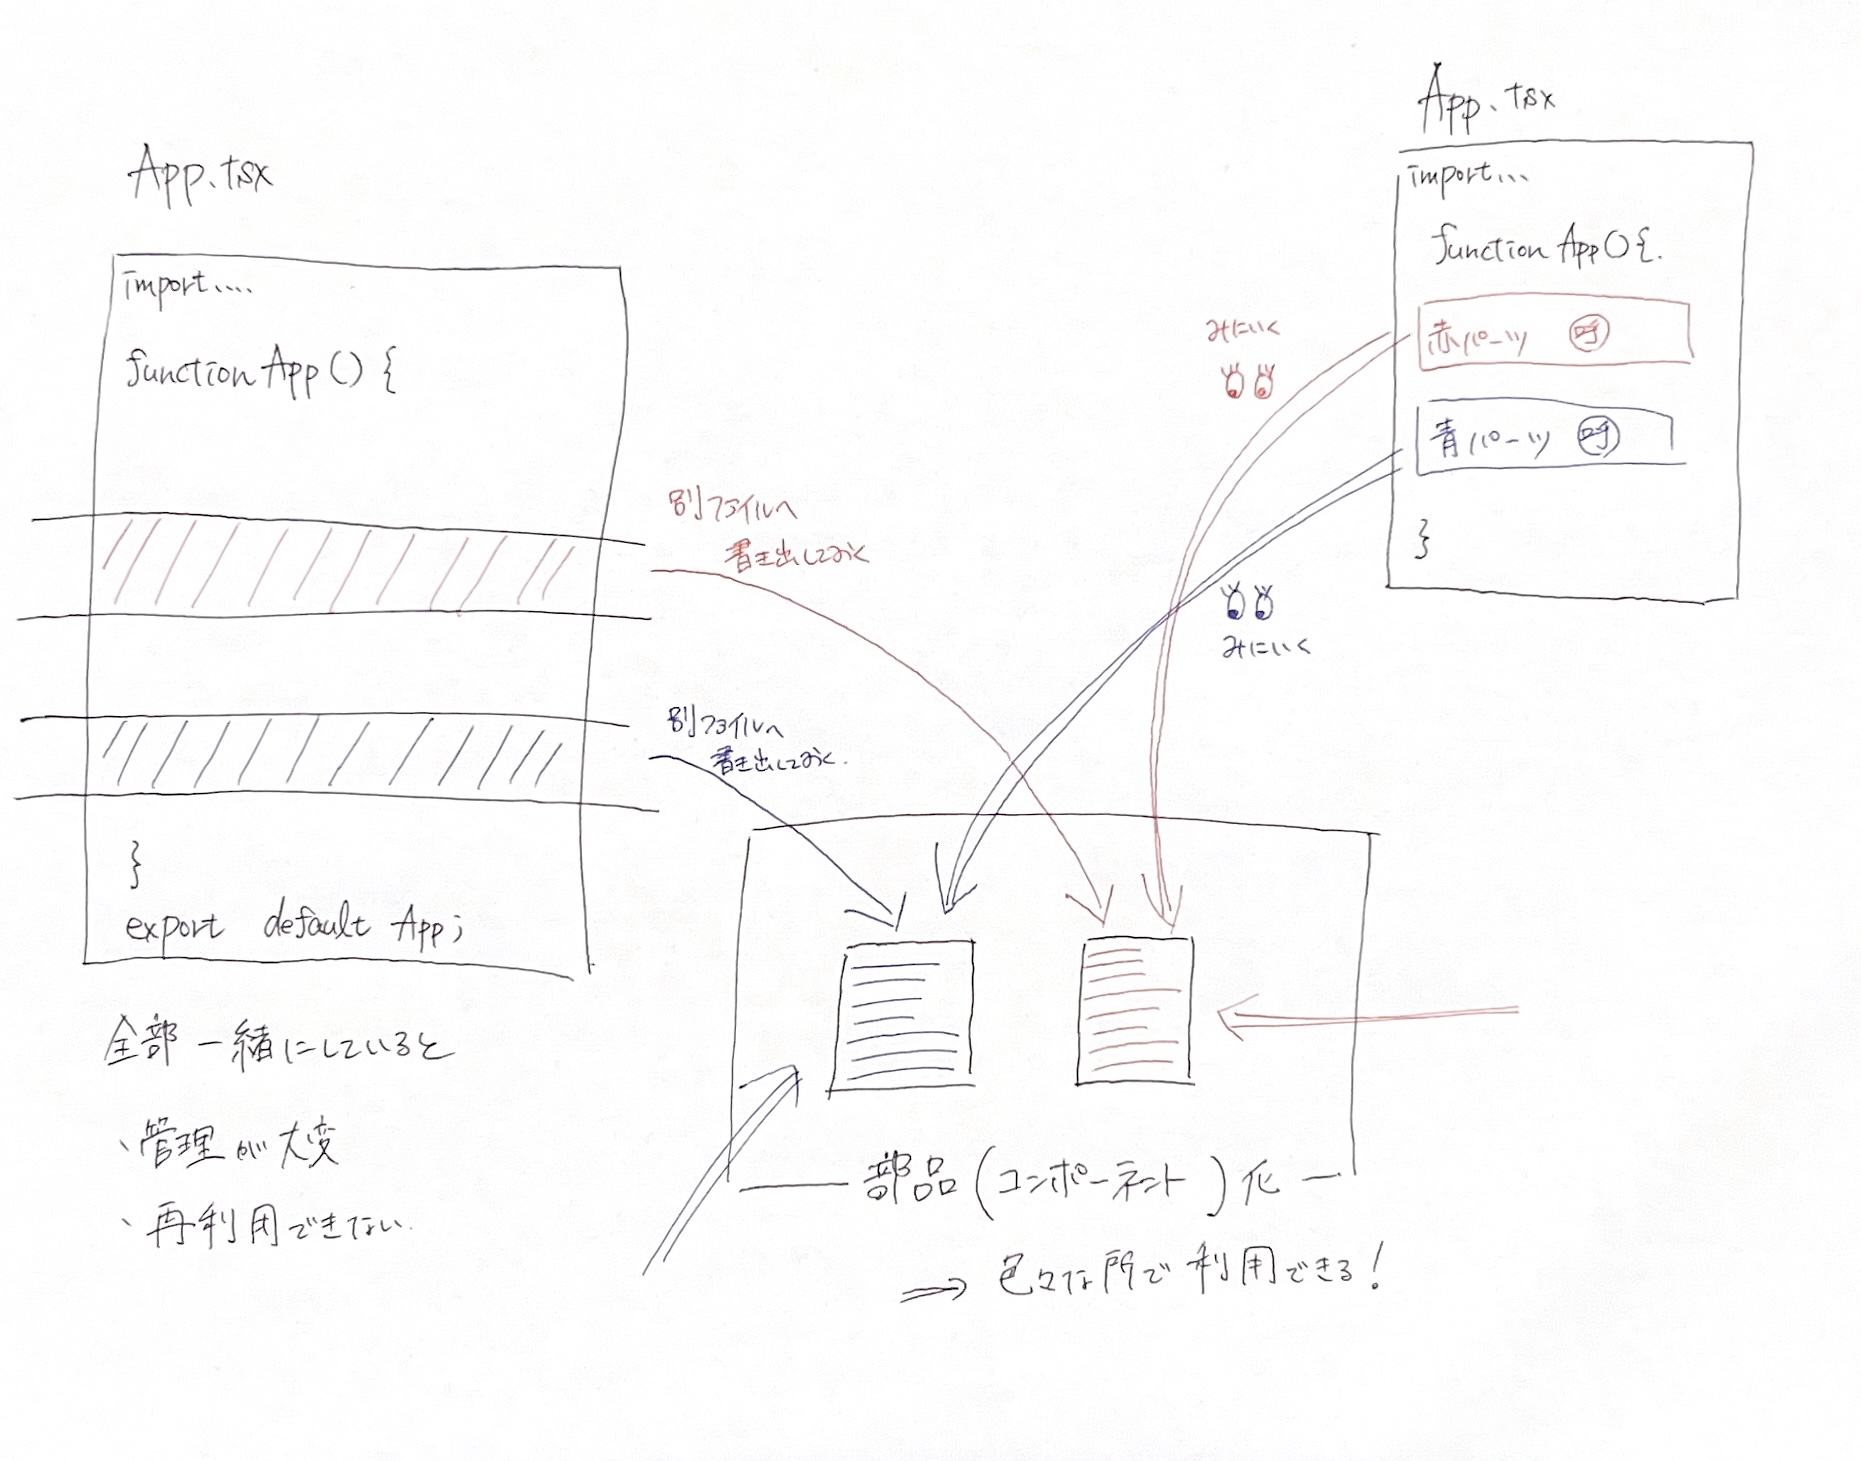 App.tsx
import....
function App () {
}
export default App;
全部一緒にしていると
・管理が大変
・再利用できない.
別ファイルへ
書き出しておく
別ファイルへ
書き出しておく.
App.tsx
import...
function App () {.
赤パーツ 呼
青パーツ 呼
}
みにいく
みにいく
部品(コンポーネント)化
⇒ 色々な所で利用できる!